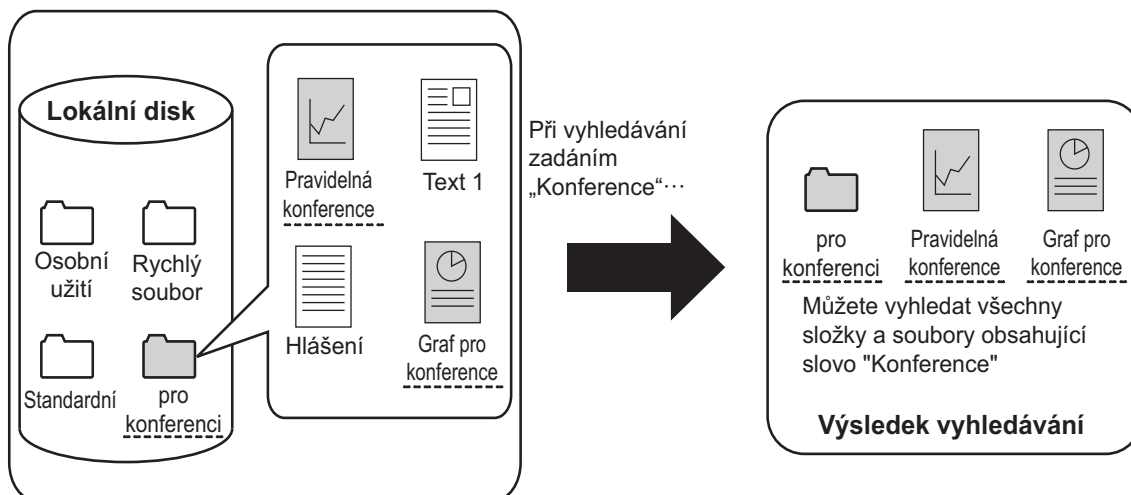 Lokální disk
Osobní
užití
Rychlý
soubor
Standardní
pro
konferenci
Pravidelná
konference
Text 1
Hlášení
Graf pro
konference
Při vyhledávání
zadáním
„Konference“···
pro
konferenci
Pravidelná
konference
Graf pro
konference
Můžete vyhledat všechny
složky a soubory obsahující
slovo "Konference"
Výsledek vyhledávání